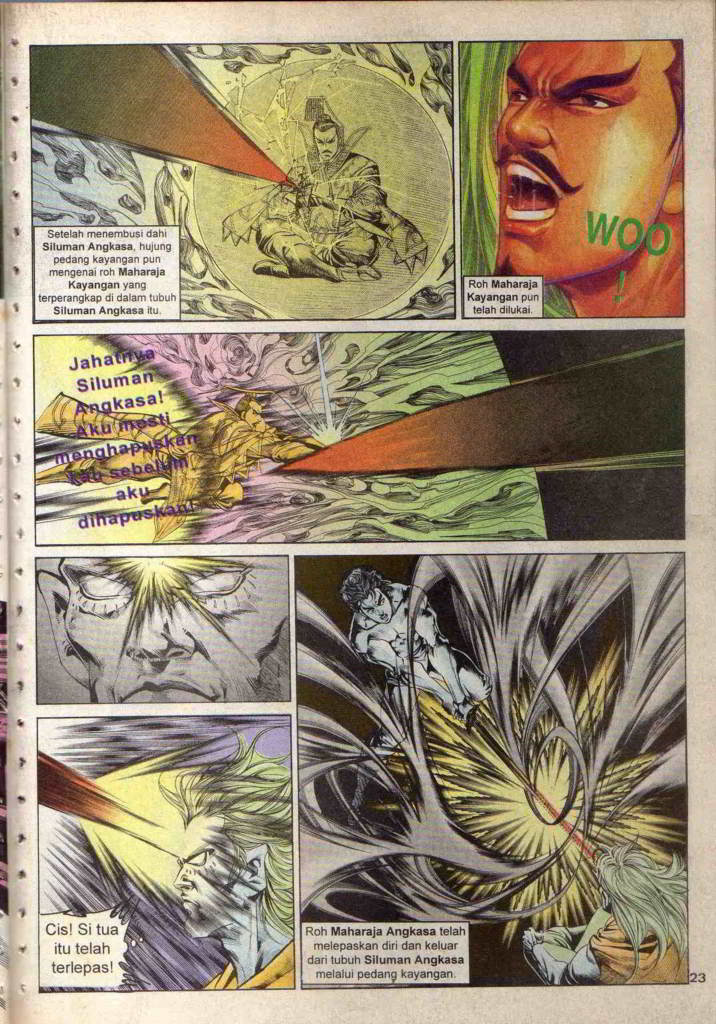 Setelah menembusi dahi
Siluman Angkasa, hujung
pedang kayangan pun
mengenai roh Maharaja
Kayangan yang
terperangkap di dalam tubuh
Siluman Angkasa itu.
WOO
!
Roh Maharaja
Kayangan pun
telah dilukai.
Jahatnya
Siluman
Angkasa!
Aku mesti
menghapuskan
kau sebelum
aku
dihapuskan!
Cis! Si tua
itu telah
terlepas!
Roh Maharaja Angkasa telah
melepaskan diri dan keluar
dari tubuh Siluman Angkasa
melalui pedang kayangan.
23